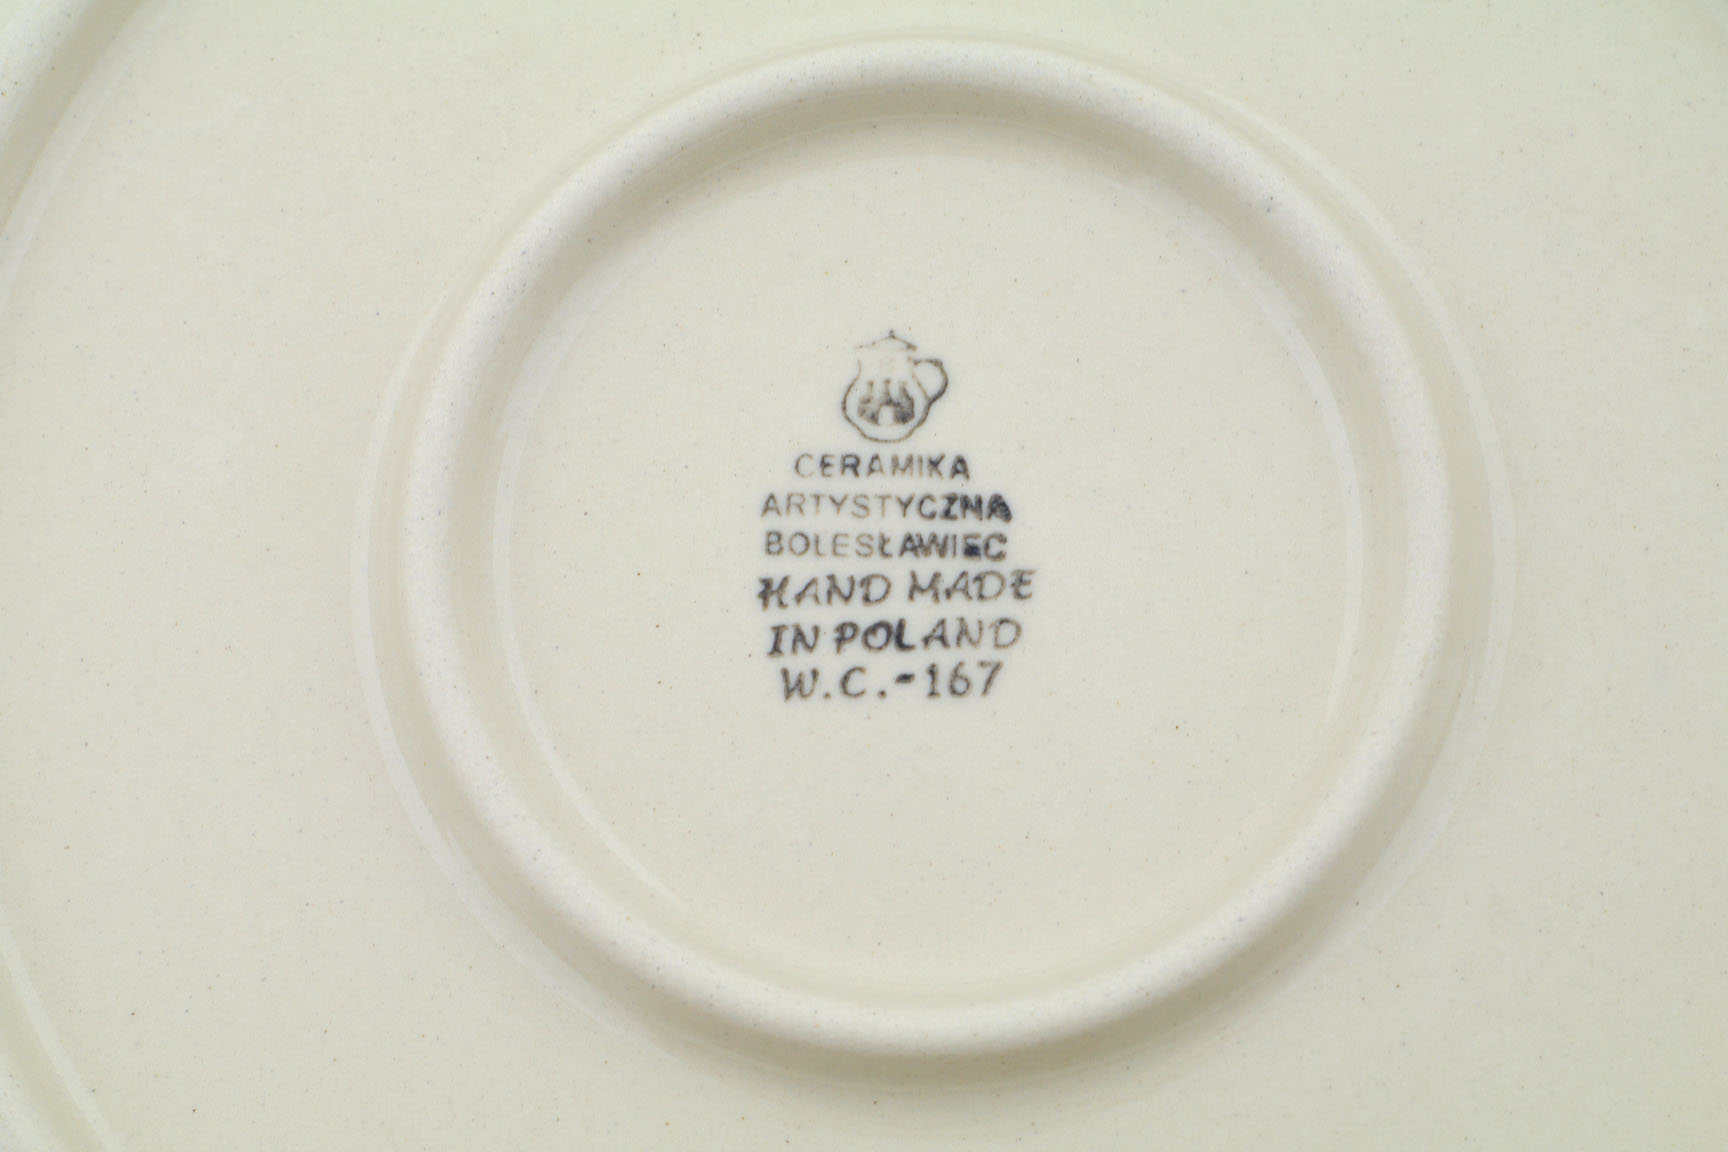 CERAMIKA
ARTYSTYCZNA
BOLESŁAWIEC
HAND MADE
IN POLAND
W.C.-167